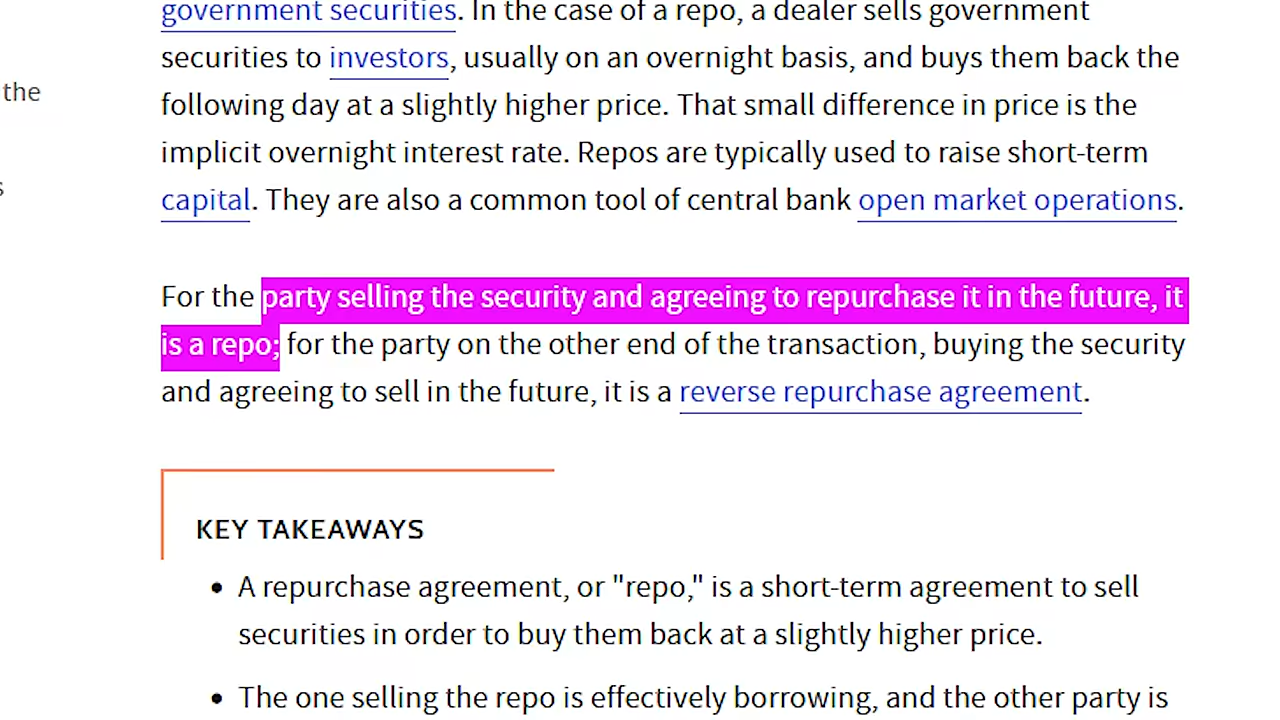 government securities. In the case of a repo, a dealer sells government
securities to investors, usually on an overnight basis, and buys them back the
the
following day at a slightly higher price. That small difference in price is the
implicit overnight interest rate. Repos are typically used to raise short-term
s
capital. They are also a common tool of central bank open market operations.
For the party selling the security and agreeing to repurchase it in the future, it
is a repo; for the party on the other end of the transaction, buying the security
and agreeing to sell in the future, it is a reverse repurchase agreement.
KEY TAKEAWAYS
• A repurchase agreement, or "repo," is a short-term agreement to sell
securities in order to buy them back at a slightly higher price.
• The one selling the repo is effectively borrowing, and the other party is